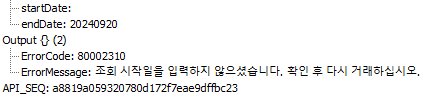 startDate:
endDate: 20240920
Output {} (2)
ErrorCode: 80002310
ErrorMessage: 조회 시작일을 입력하지 않으셨습니다. 확인 후 다시 거래하십시오.
API_SEQ: a8819a059320780d172f7eae9dffbc23